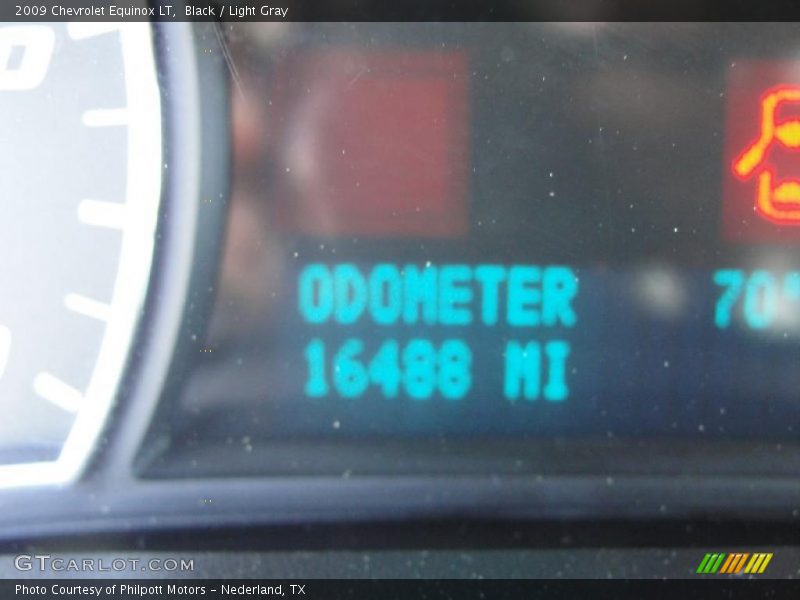 2009 Chevrolet Equinox LT, Black / Light Gray
ODOMETER
16488 MI
70°
GTCARLOT.COM
Photo Courtesy of Philpott Motors - Nederland, TX